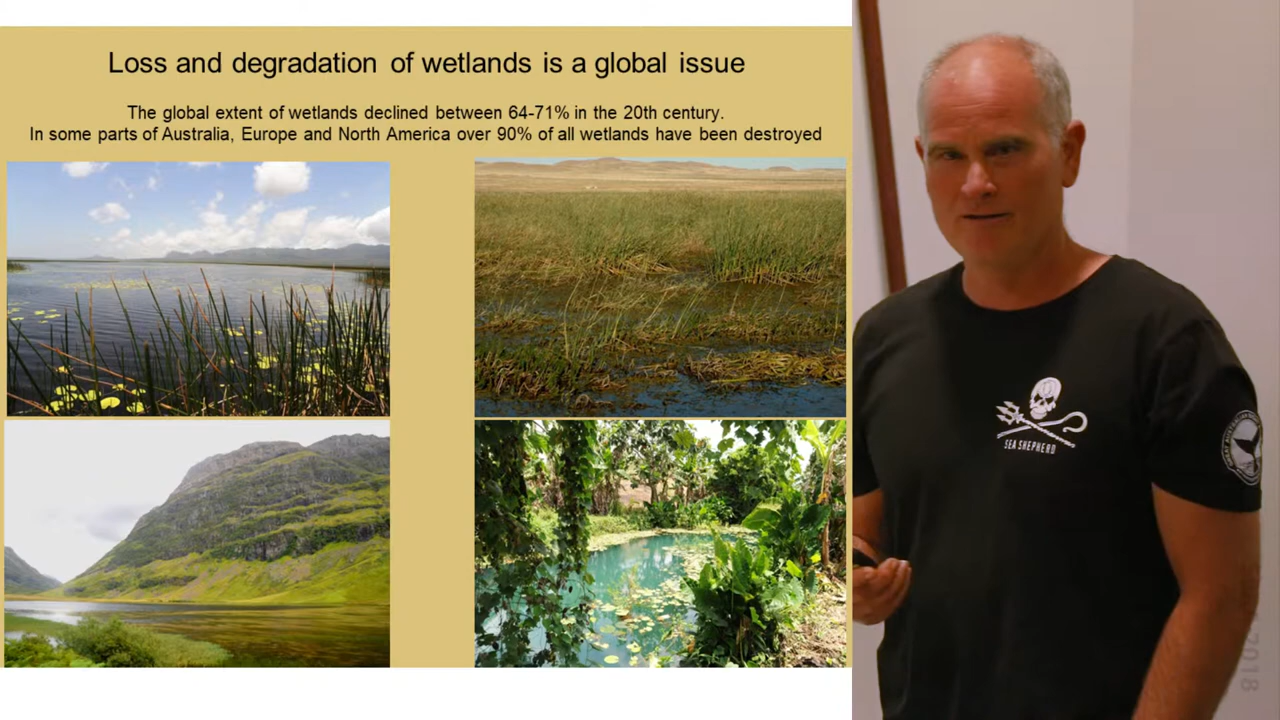 Loss and degradation of wetlands is a global issue
The global extent of wetlands declined between 64-71% in the 20th century.
In some parts of Australia, Europe and North America over 90% of all wetlands have been destroyed
SEA SHEPHERD